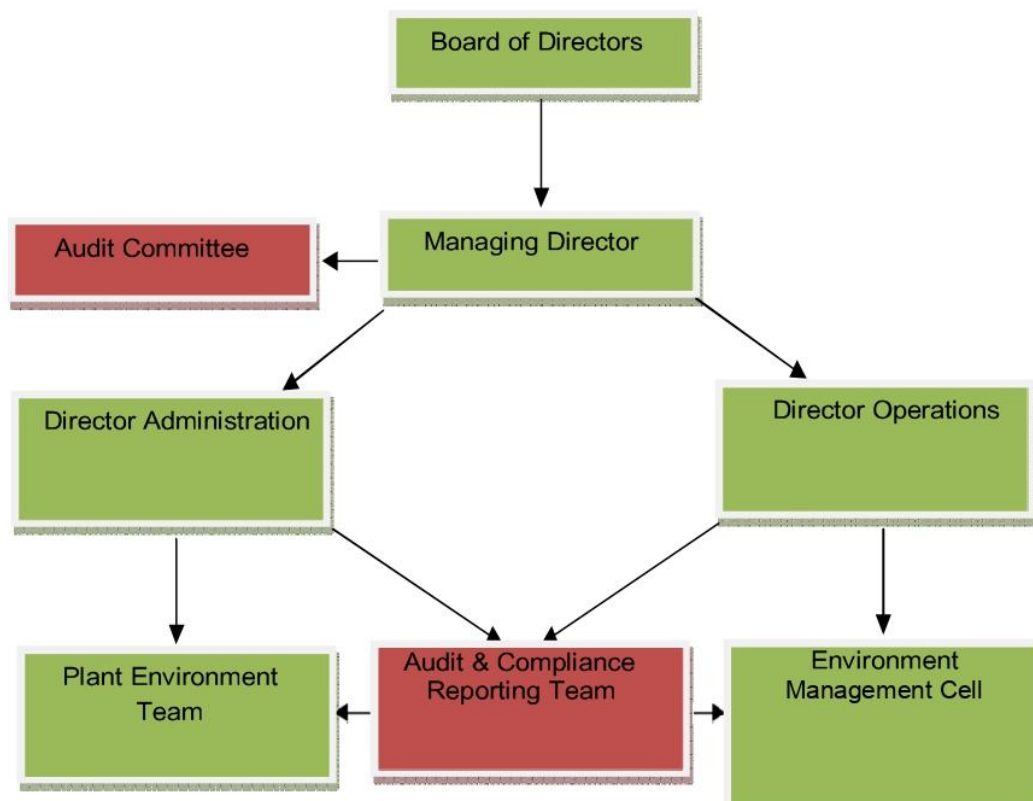 Board of Directors
Audit Committee
Managing Director
Director Administration
Director Operations
Plant Environment
Team
Audit & Compliance
Reporting Team
Environment
Management Cell